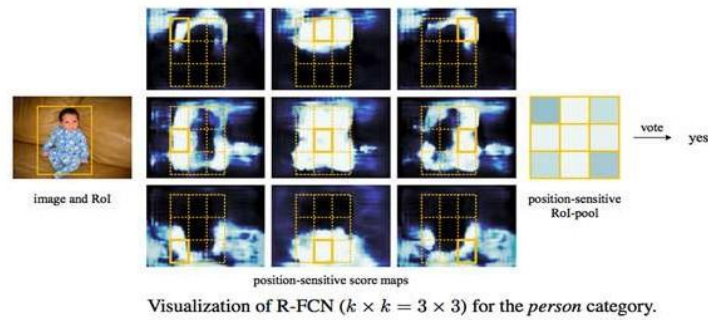 image and RoI
position-sensitive score maps
position-sensitive
RoI-pool
vote
yes
Visualization of R-FCN (k × k = 3 × 3) for the person category.